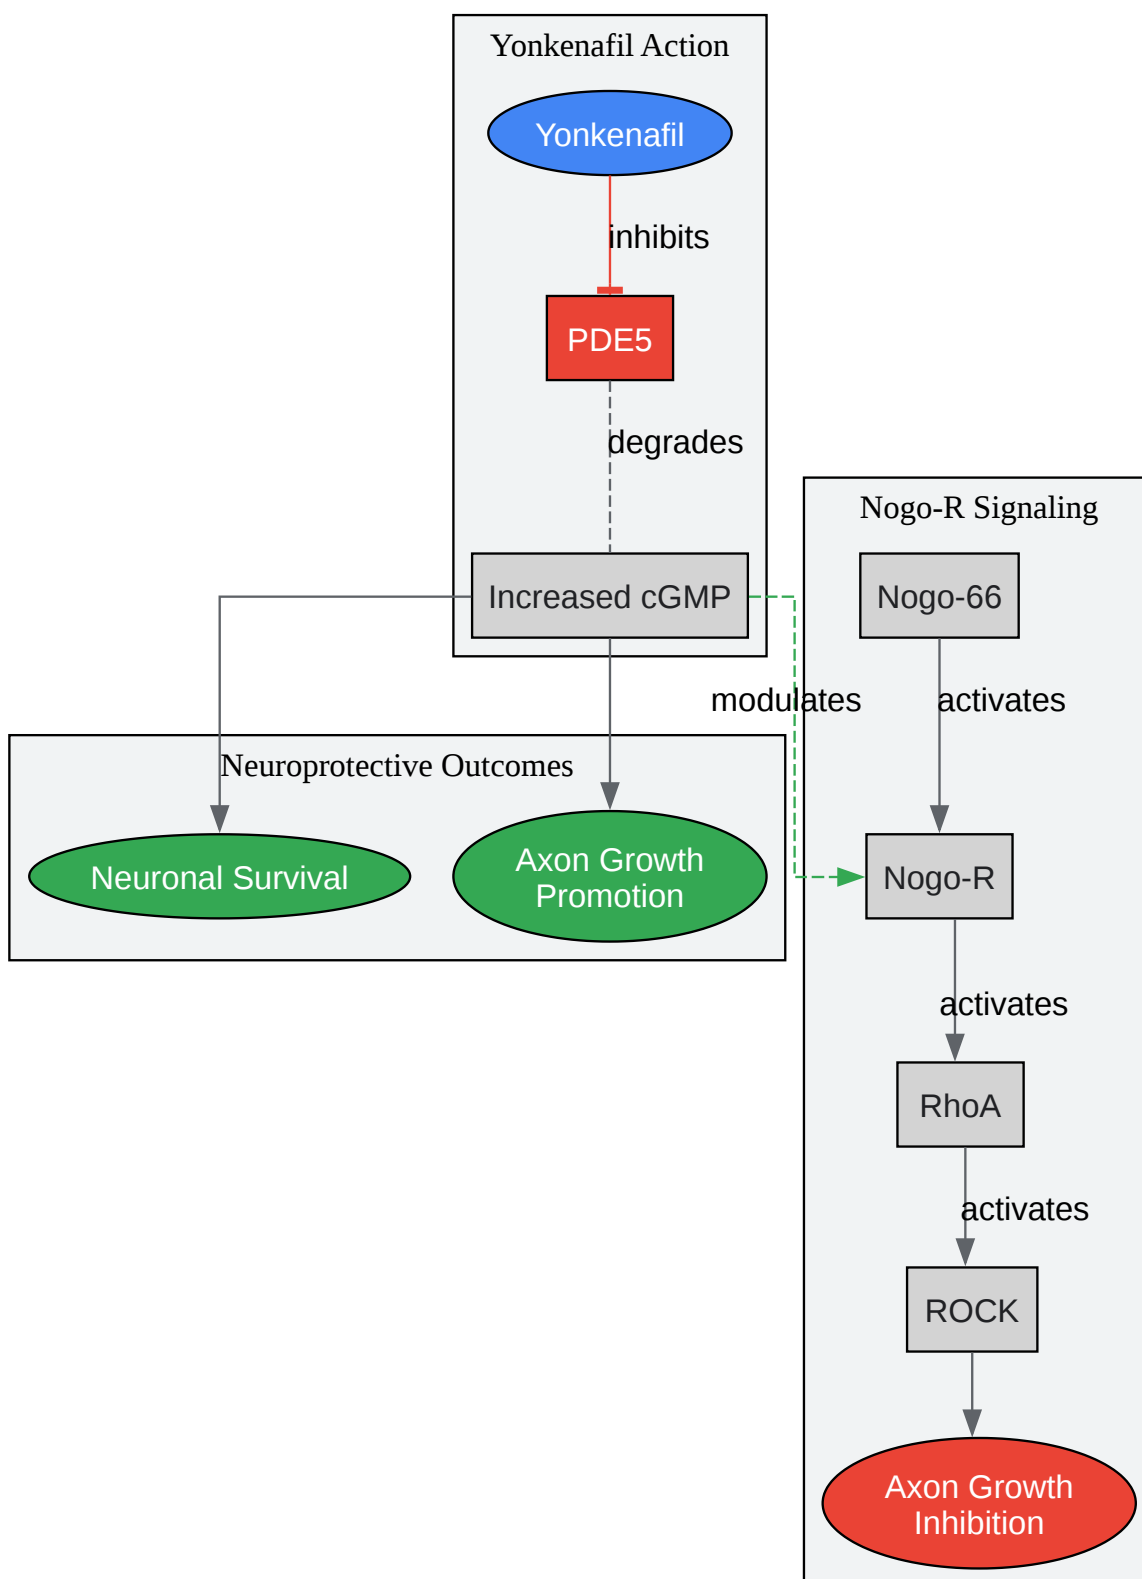 Yonkenafil Action
Yonkenafil
inhibits
PDE5
degrades
Increased cGMP
modulates
Nogo-R Signaling
Nogo-66
activates
Nogo-R
activates
RhoA
activates
ROCK
Axon Growth
Inhibition
Neuroprotective Outcomes
Neuronal Survival
Axon Growth
Promotion